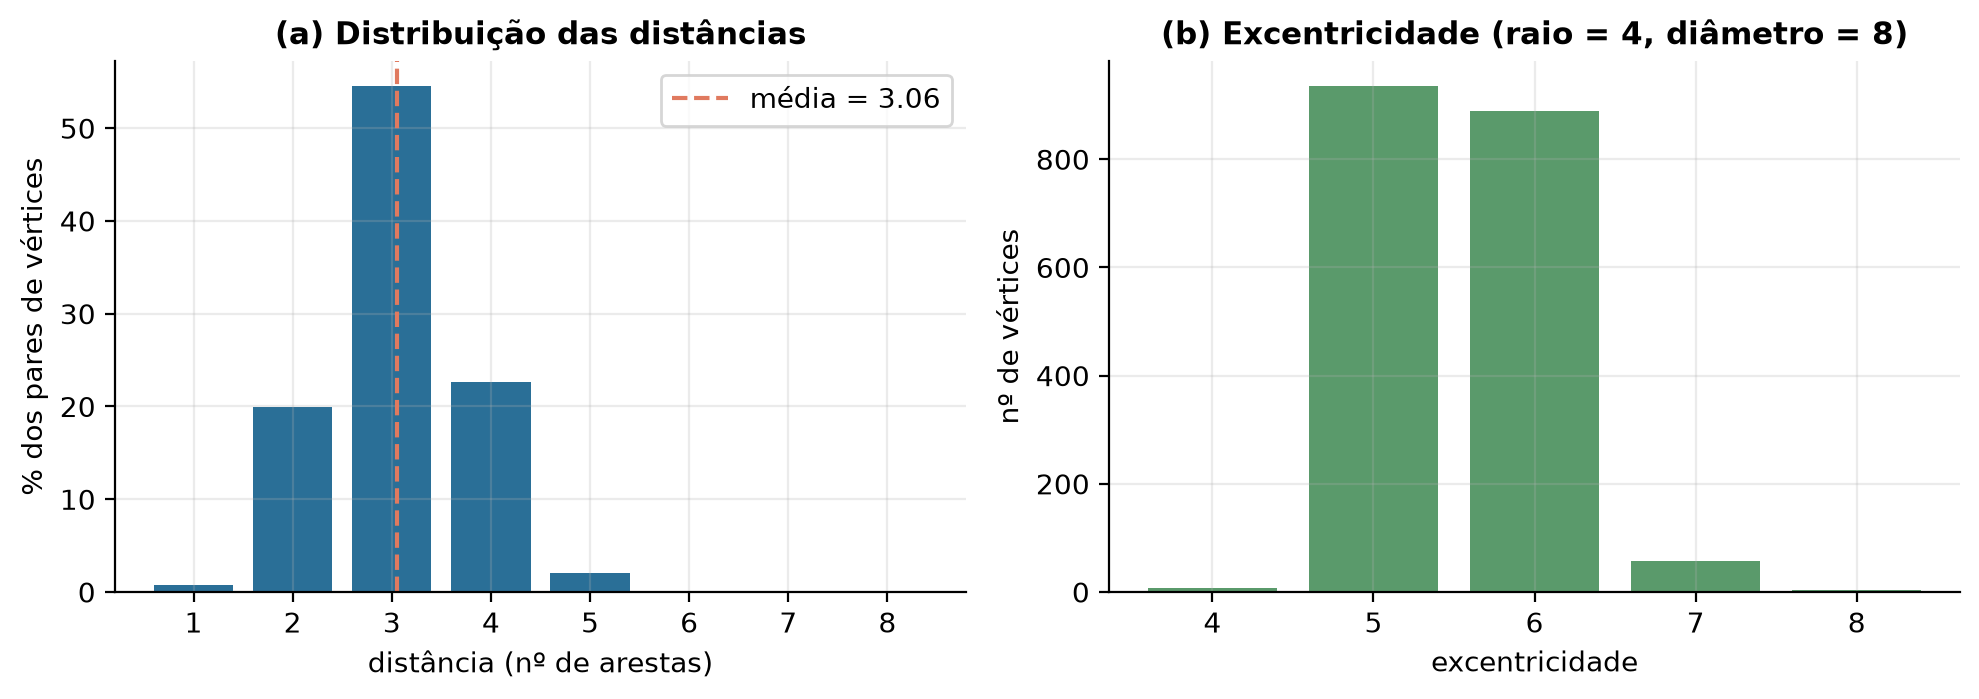 (a) Distribuição das distâncias
média = 3.06
50
40
30
20
10
0
% dos pares de vértices
1 2 3 4 5 6 7 8
distância (nº de arestas)
(b) Excentricidade (raio = 4, diâmetro = 8)
800
600
400
200
0
nº de vértices
4 5 6 7 8
excentricidade